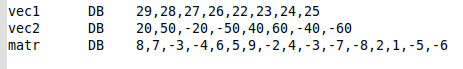 vec1 DB 29,28,27,26,22,23,24,25
vec2 DB 20,50,-20,-50,40,60,-40,-60
matr DB 8,7,-3,-4,6,5,9,-2,4,-3,-7,-8,2,1,-5,-6